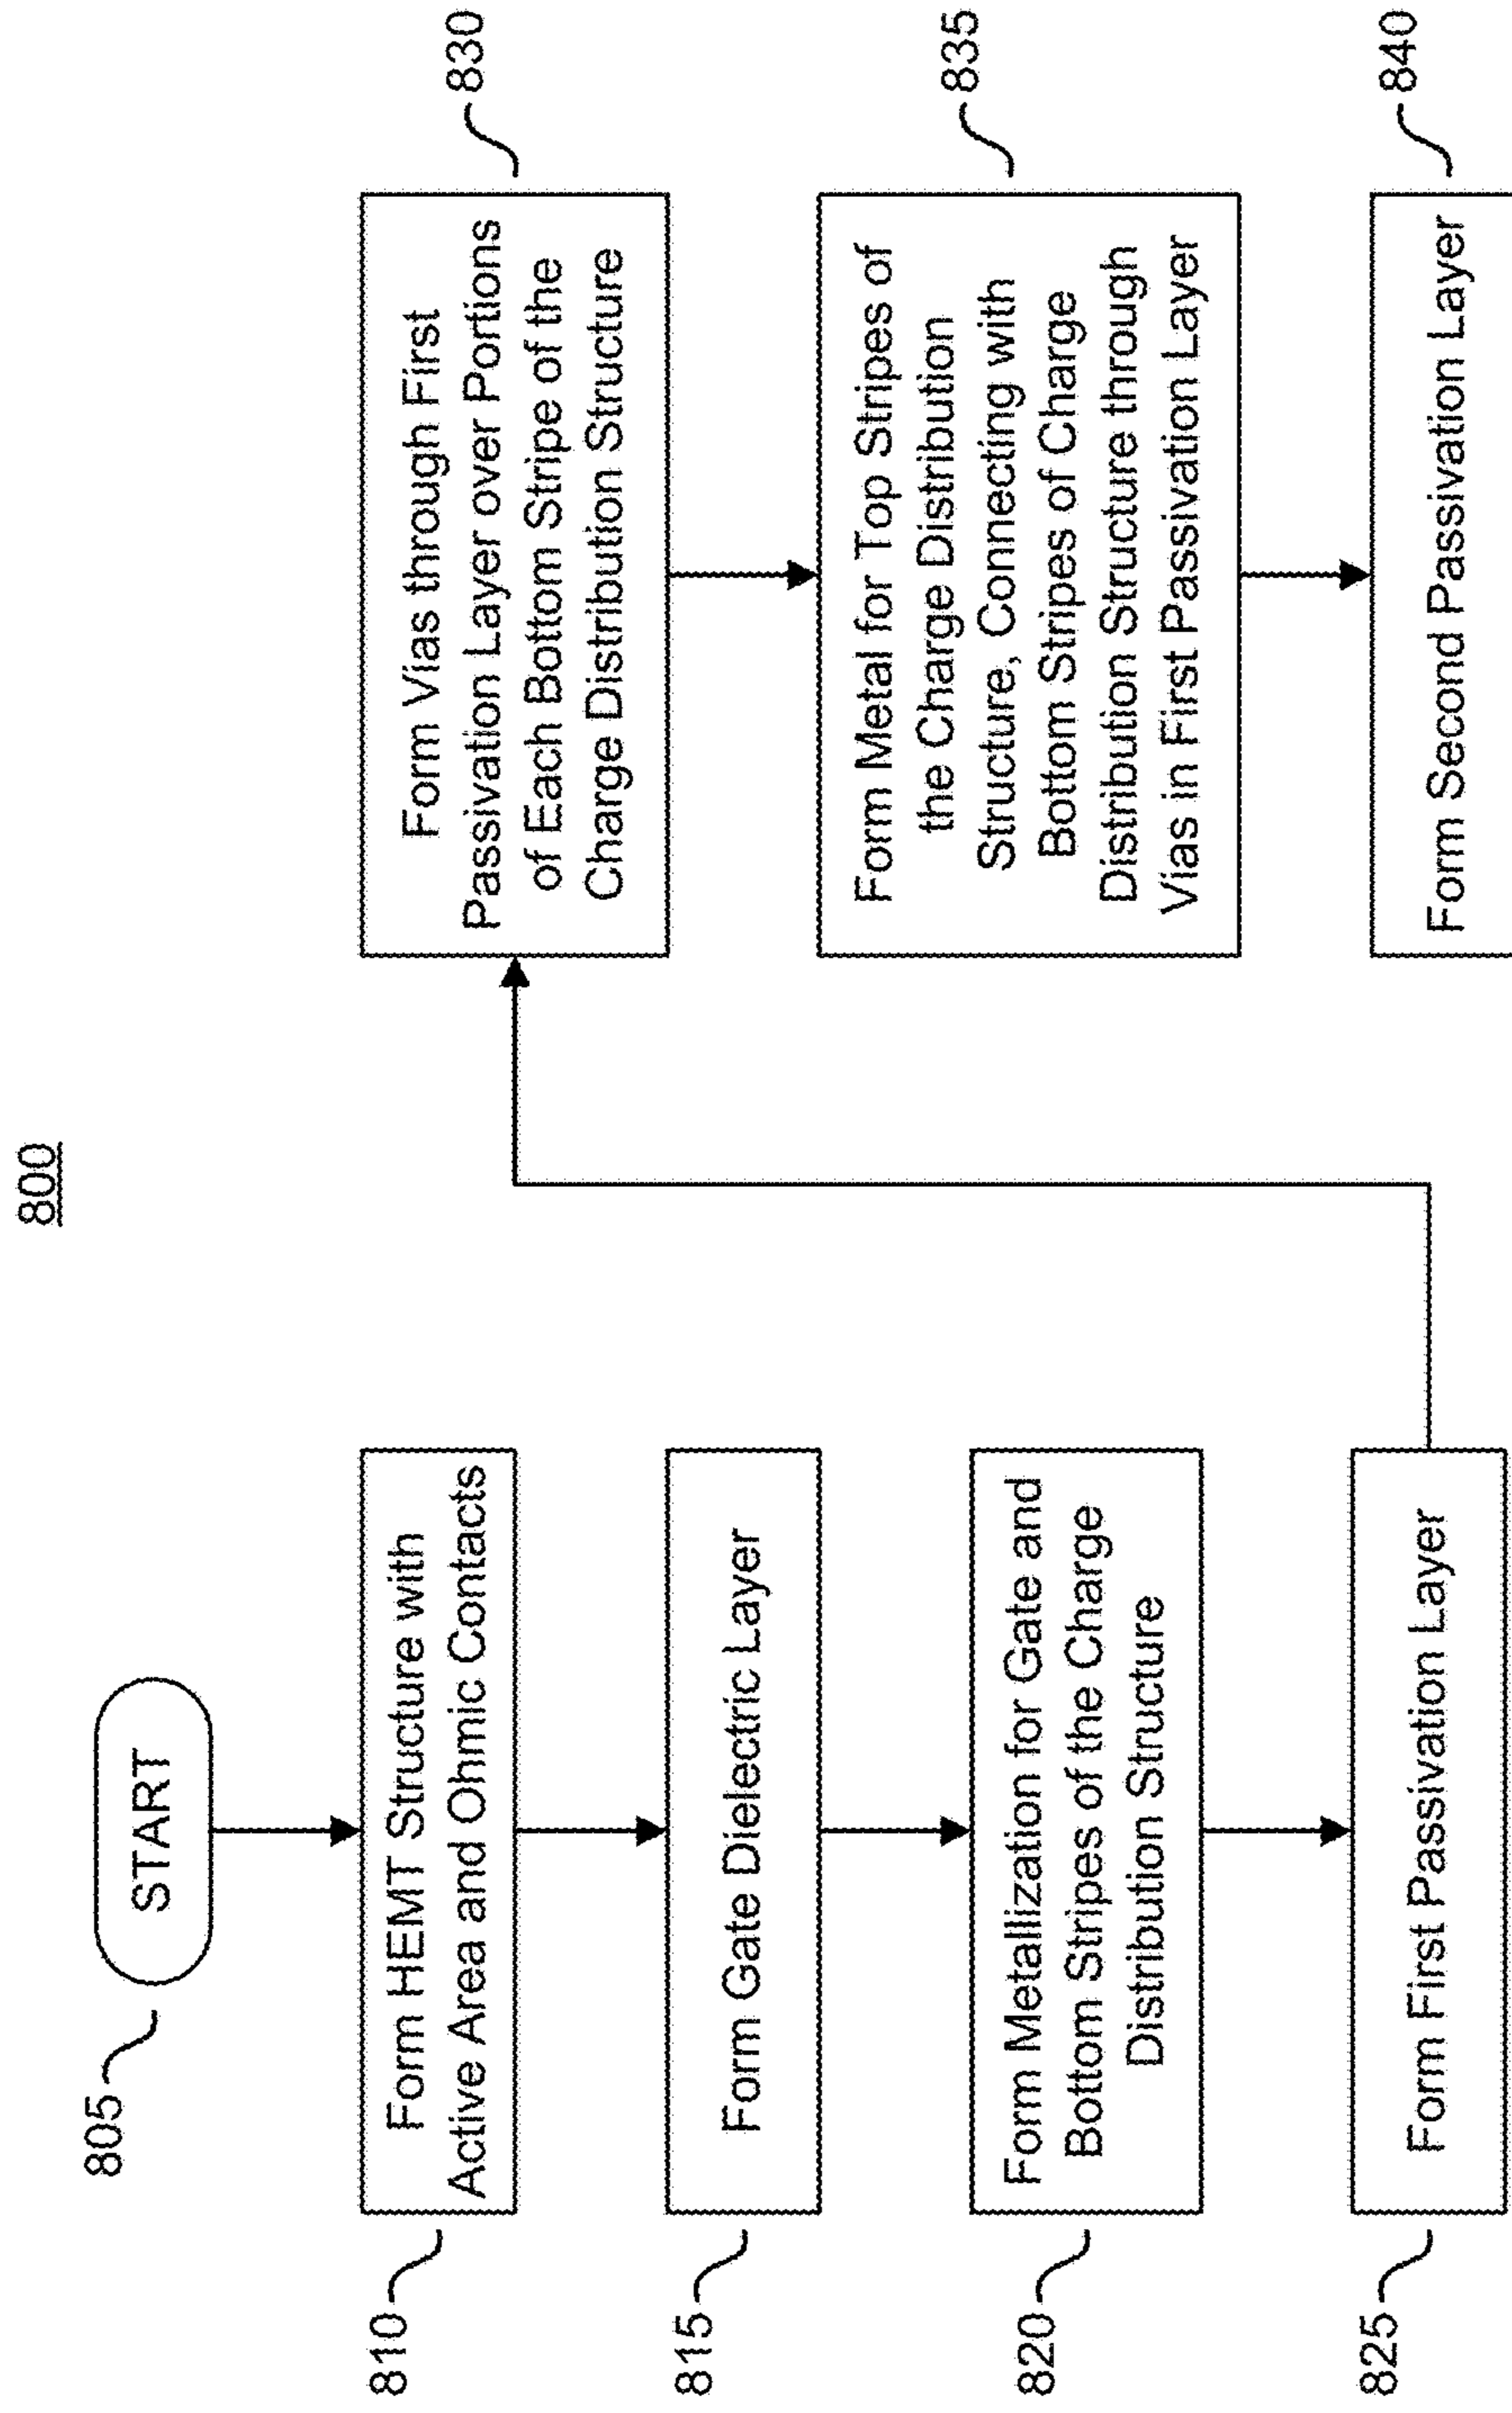 800
START
805
Form HEMT Structure with
Active Area and Ohmic Contacts
810
Form Gate Dielectric Layer
815
Form Metallization for Gate and
Bottom Stripes of the Charge
Distribution Structure
820
Form First Passivation Layer
825
Form Vias through First
Passivation Layer over Portions
of Each Bottom Stripe of the
Charge Distribution Structure
830
Form Metal for Top Stripes of
the Charge Distribution
Structure, Connecting with
Bottom Stripes of Charge
Distribution Structure through
Vias in First Passivation Layer
835
Form Second Passivation Layer
840